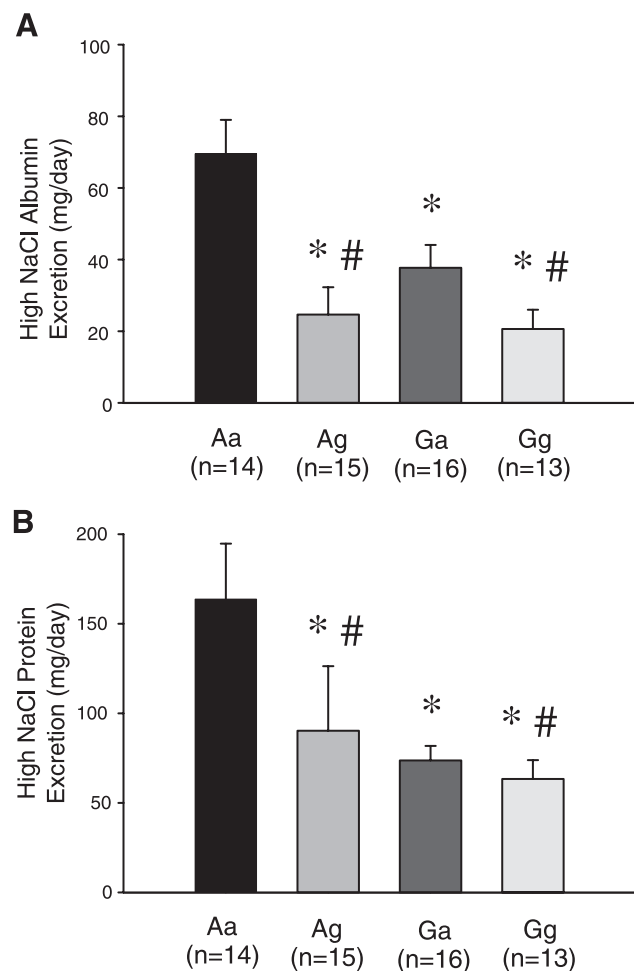 A
100
80
60
40
20
0
High NaCl Albumin
Excretion (mg/day)
* #
*
* #
Aa Ag Ga Gg
(n=14) (n=15) (n=16) (n=13)
B
200
150
100
50
0
High NaCl Protein
Excretion (mg/day)
* #
*
* #
Aa Ag Ga Gg
(n=14) (n=15) (n=16) (n=13)